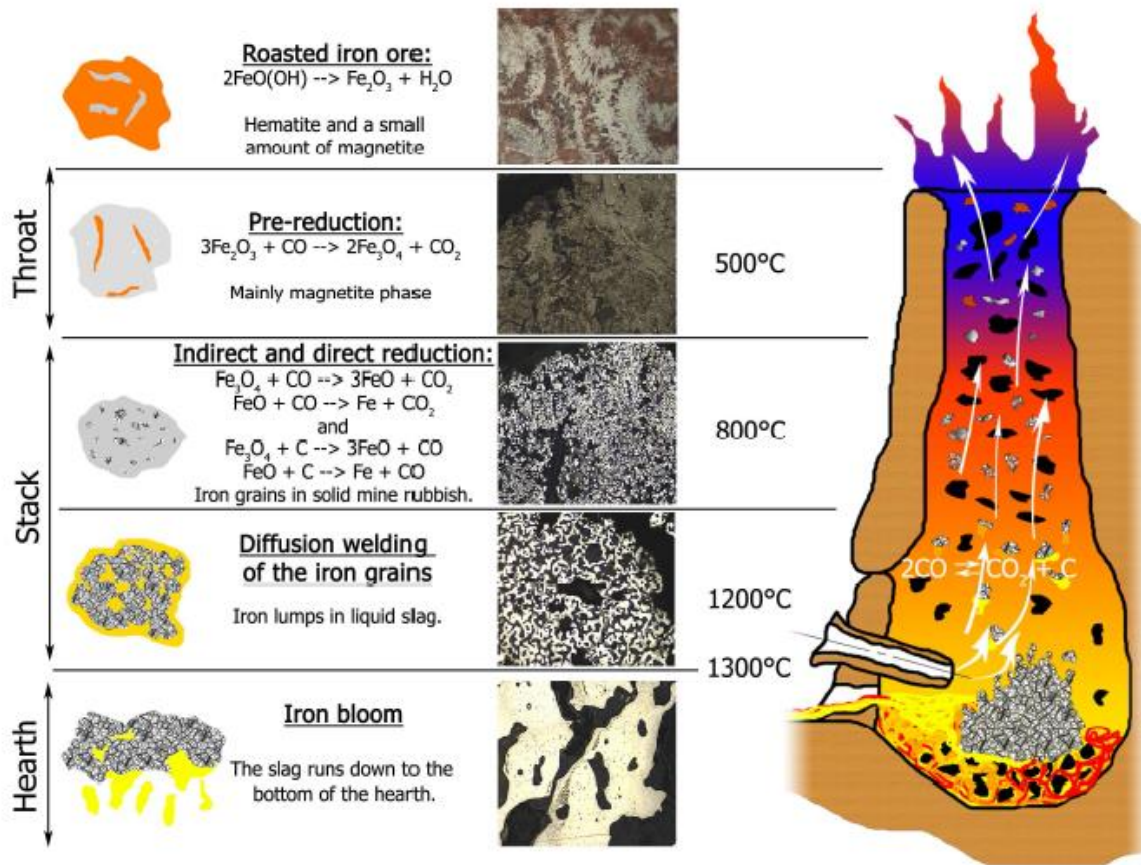 Roasted iron ore:
2FeO(OH) --> Fe₂O₃ + H₂O
Hematite and a small
amount of magnetite
Throat
Pre-reduction:
3Fe₂O₃ + CO --> 2Fe₃O₄ + CO₂
Mainly magnetite phase
500°C
Stack
Indirect and direct reduction:
Fe₃O₄ + CO --> 3FeO + CO₂
FeO + CO --> Fe + CO₂
and
Fe₃O₄ + C --> 3FeO + CO
FeO + C --> Fe + CO
Iron grains in solid mine rubbish.
800°C
Diffusion welding
of the iron grains
Iron lumps in liquid slag.
1200°C
1300°C
2CO ⇌ CO₂ + C
Hearth
Iron bloom
The slag runs down to the
bottom of the hearth.